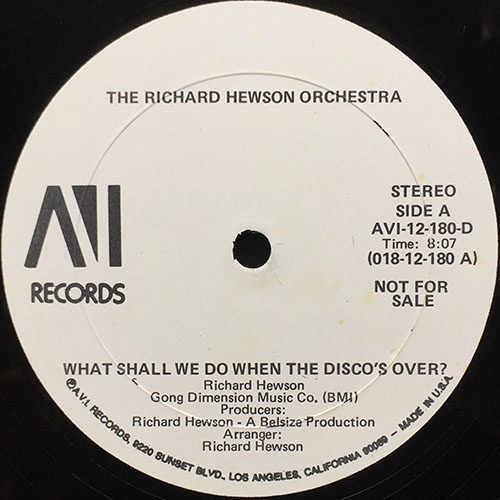 THE RICHARD HEWSON ORCHESTRA
AVI
RECORDS
STEREO
SIDE A
AVI-12-180-D
Time: 8:07
(018-12-180 A)
NOT FOR
SALE
WHAT SHALL WE DO WHEN THE DISCO'S OVER?
Richard Hewson
Gong Dimension Music Co. (BMI)
Producers:
Richard Hewson - A Belsize Production
Arranger:
Richard Hewson
℗A.V.I. RECORDS, 9220 SUNSET BLVD., LOS ANGELES, CALIFORNIA 90069 - MADE IN U.S.A.